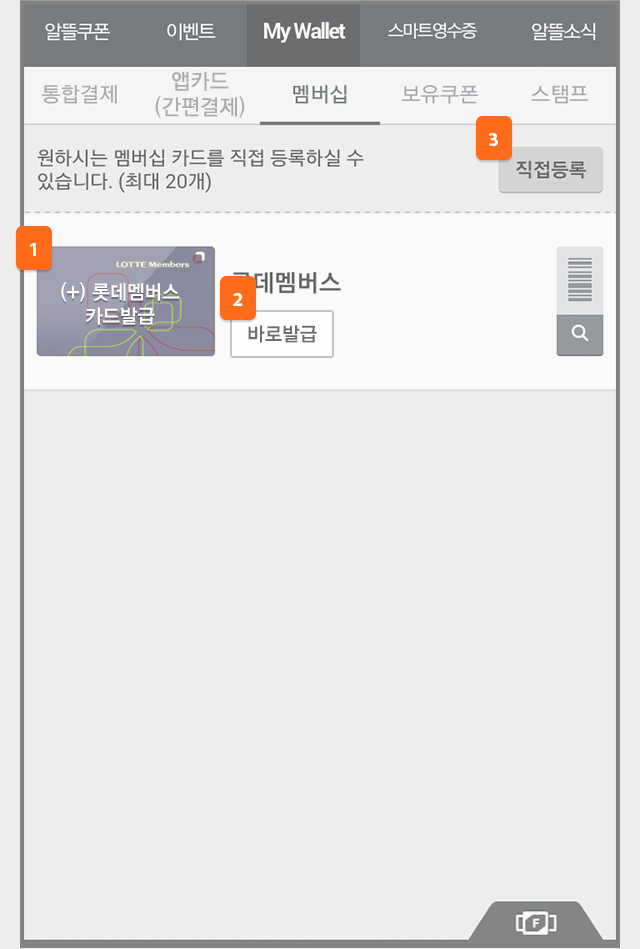 알뜰쿠폰 이벤트 My Wallet 스마트영수증 알뜰소식
통합결제 앱카드 멤버십 보유쿠폰 스탬프
(간편결제)
3
원하시는 멤버십 카드를 직접 등록하실 수
있습니다. (최대 20개)
직접등록
1
LOTTE Members
(+) 롯데멤버스
카드발급
롯데멤버스
2
바로발급
F